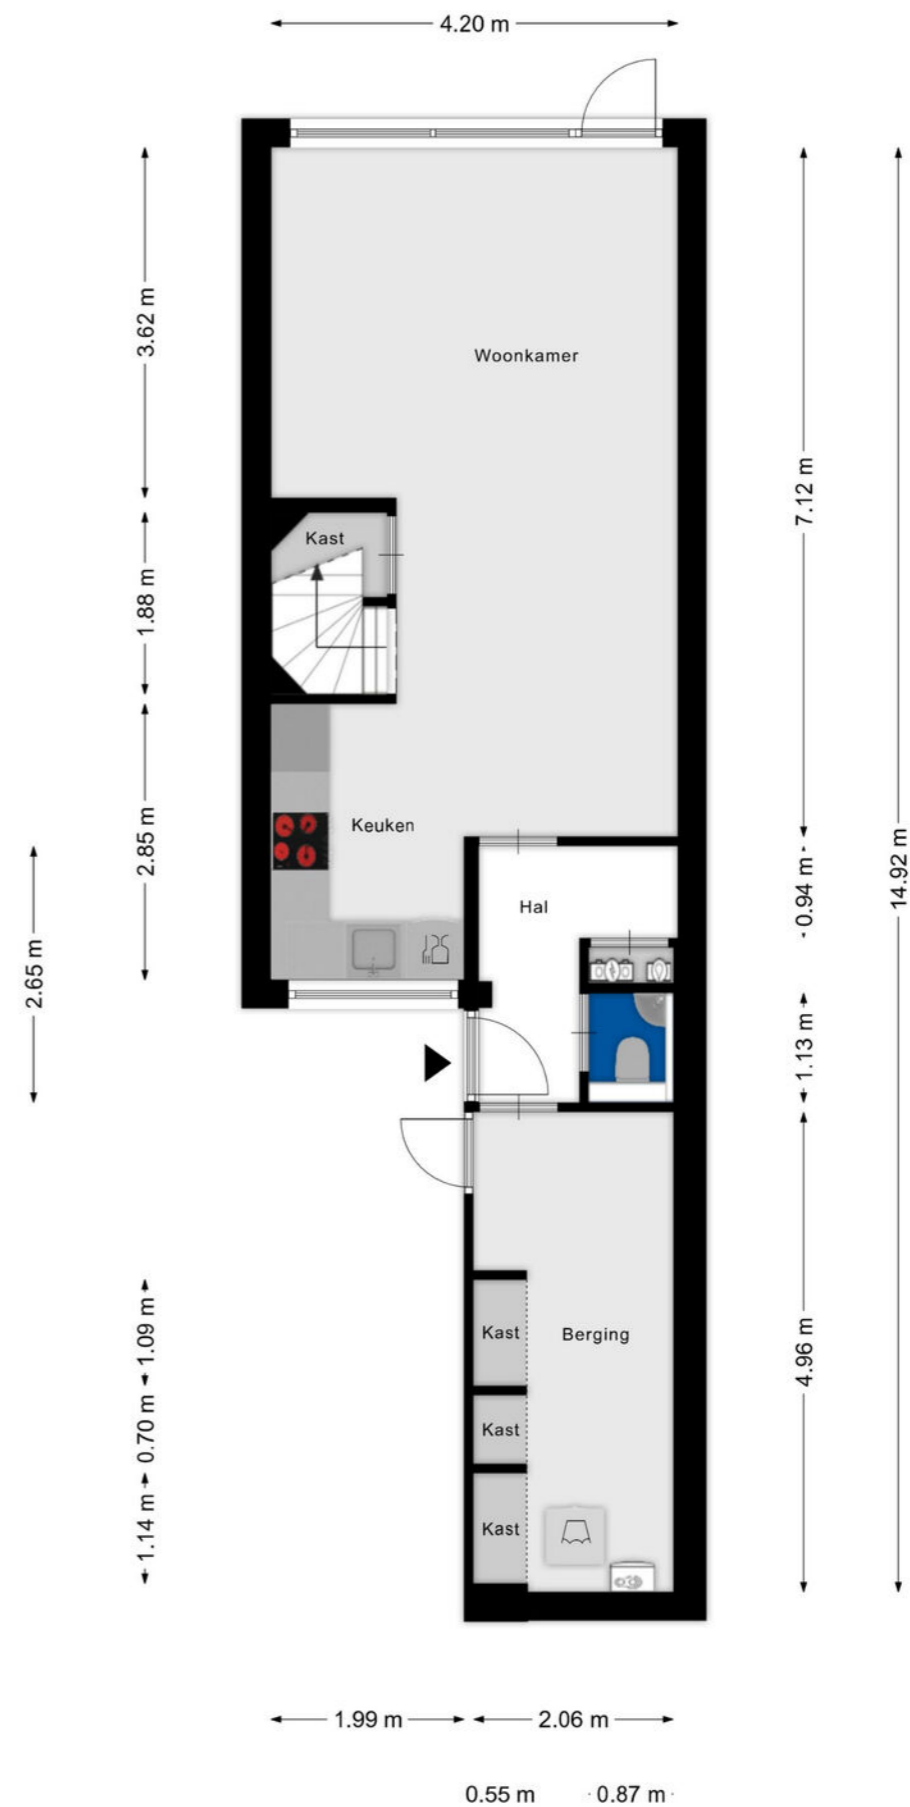 4.20 m
3.62 m
Woonkamer
7.12 m
Kast
1.88 m
2.85 m
Keuken
14.92 m
0.94 m
Hal
2.65 m
1.13 m
1.09 m
Kast
Berging
4.96 m
0.70 m
Kast
1.14 m
Kast
1.99 m
2.06 m
0.55 m
0.87 m